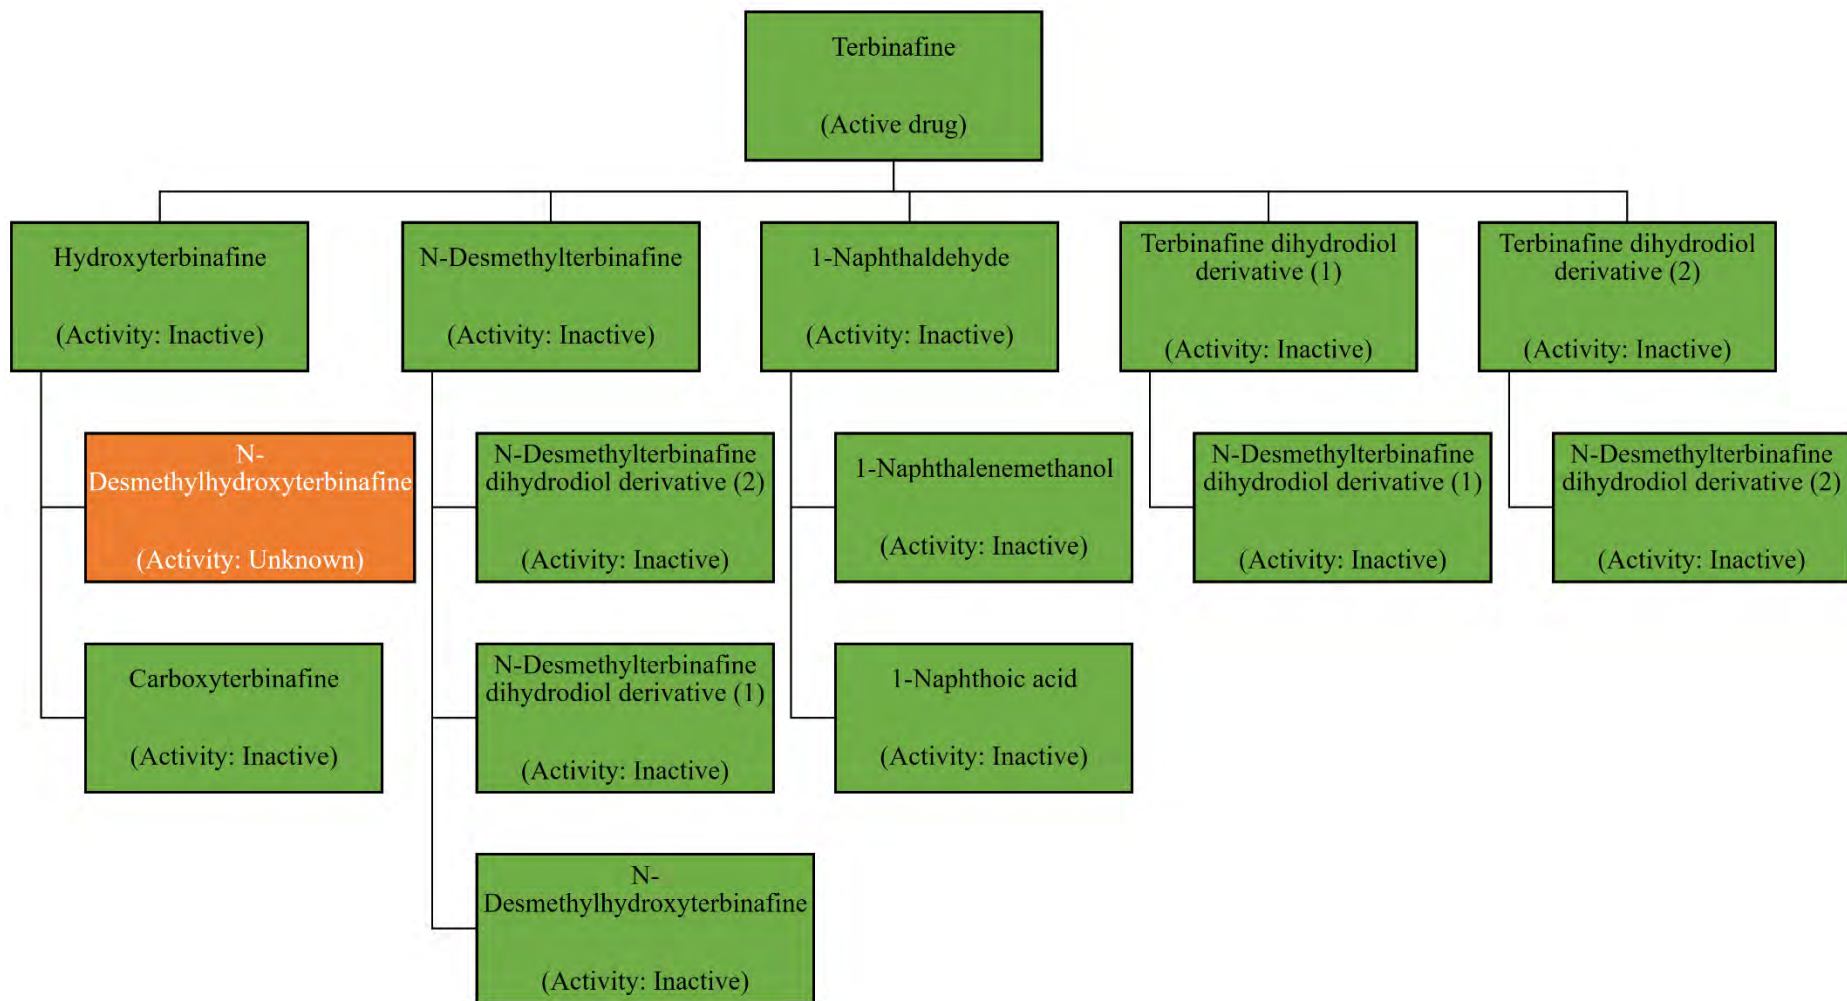 Terbinafine
(Active drug)
Hydroxyterbinafine
(Activity: Inactive)
N-Desmethylterbinafine
(Activity: Inactive)
1-Naphthaldehyde
(Activity: Inactive)
Terbinafine dihydrodiol
derivative (1)
(Activity: Inactive)
Terbinafine dihydrodiol
derivative (2)
(Activity: Inactive)
N-
Desmethylhydroxyterbinafine
(Activity: Unknown)
N-Desmethylterbinafine
dihydrodiol derivative (2)
(Activity: Inactive)
1-Naphthalenemethanol
(Activity: Inactive)
N-Desmethylterbinafine
dihydrodiol derivative (1)
(Activity: Inactive)
N-Desmethylterbinafine
dihydrodiol derivative (2)
(Activity: Inactive)
Carboxyterbinafine
(Activity: Inactive)
N-Desmethylterbinafine
dihydrodiol derivative (1)
(Activity: Inactive)
1-Naphthoic acid
(Activity: Inactive)
N-
Desmethylhydroxyterbinafine
(Activity: Inactive)